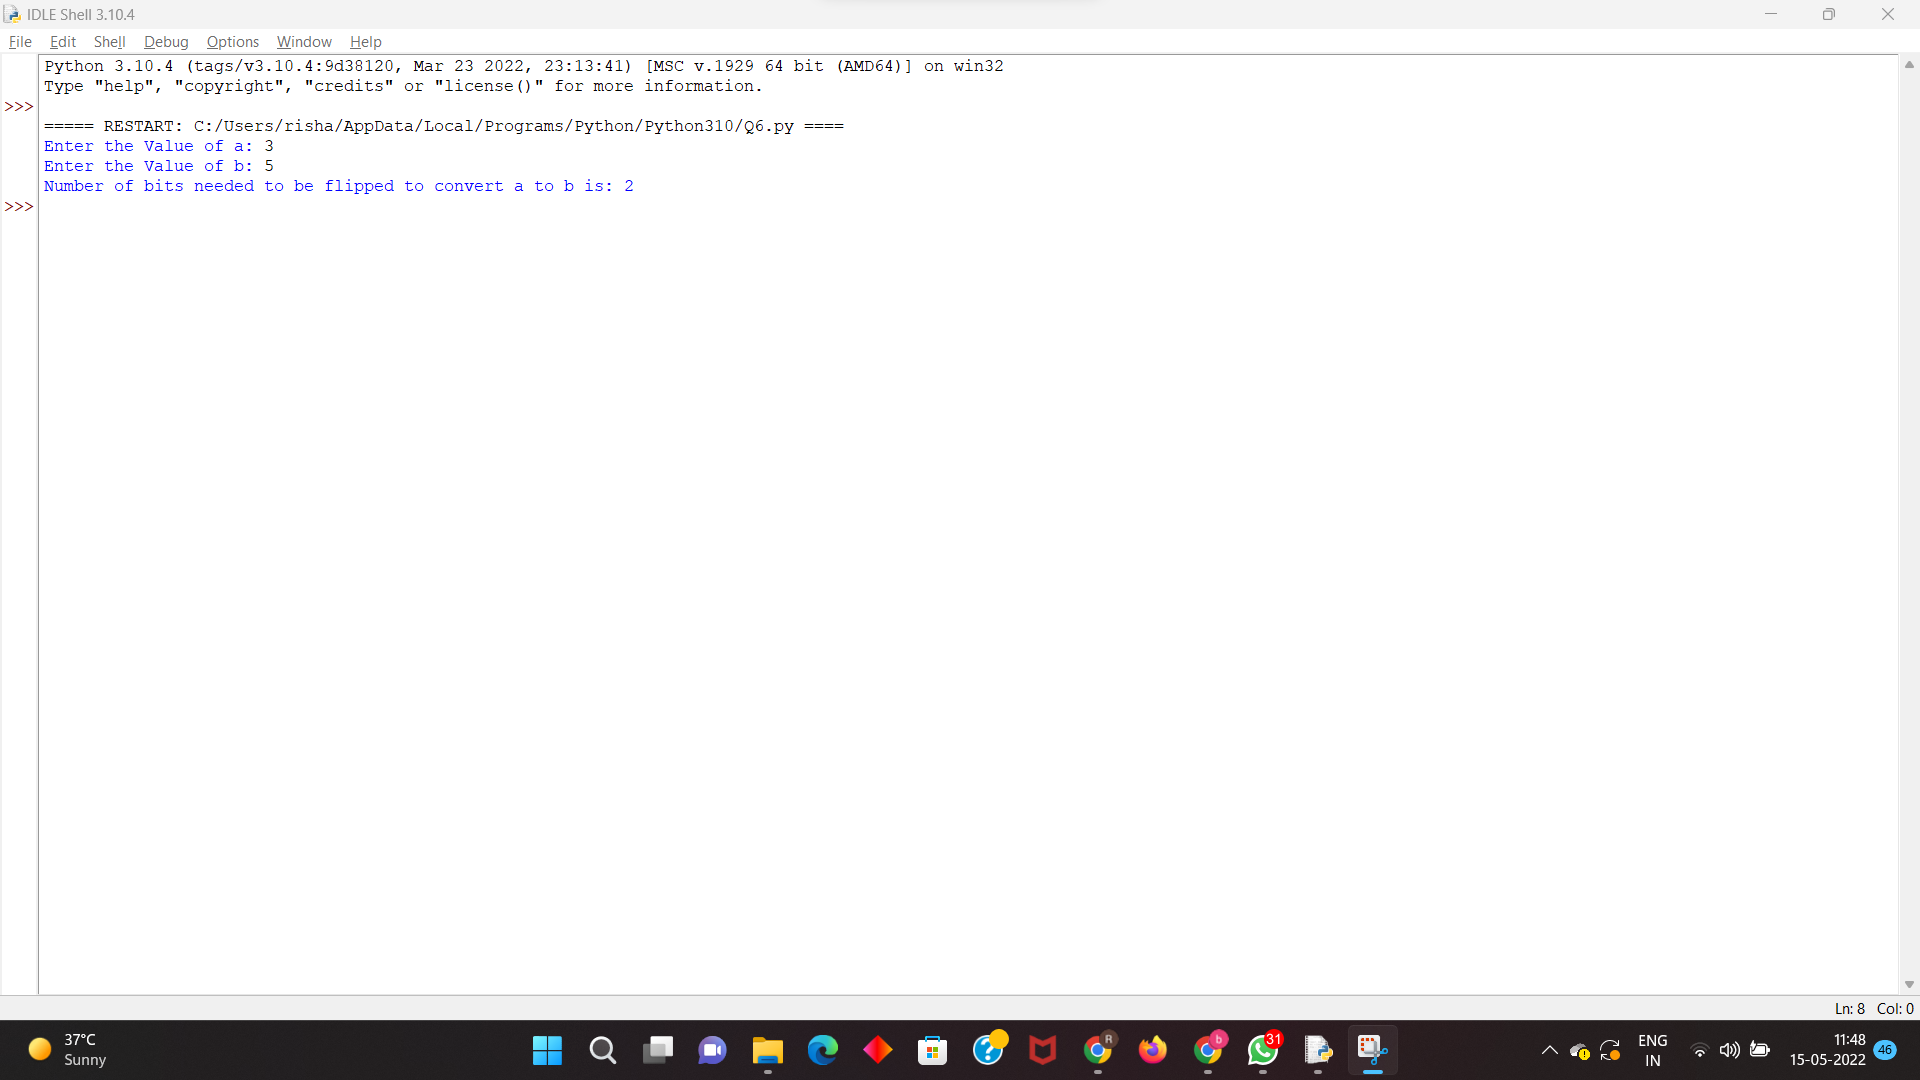 IDLE Shell 3.10.4
File Edit Shell Debug Options Window Help
Python 3.10.4 (tags/v3.10.4:9d38120, Mar 23 2022, 23:13:41) [MSC v.1929 64 bit (AMD64)] on win32
Type "help", "copyright", "credits" or "license()" for more information.
>>>
===== RESTART: C:/Users/risha/AppData/Local/Programs/Python/Python310/Q6.py ====
Enter the Value of a: 3
Enter the Value of b: 5
Number of bits needed to be flipped to convert a to b is: 2
>>>
Ln: 8 Col: 0
37°C
Sunny
R
b
31
ENG
IN
11:48
15-05-2022
46